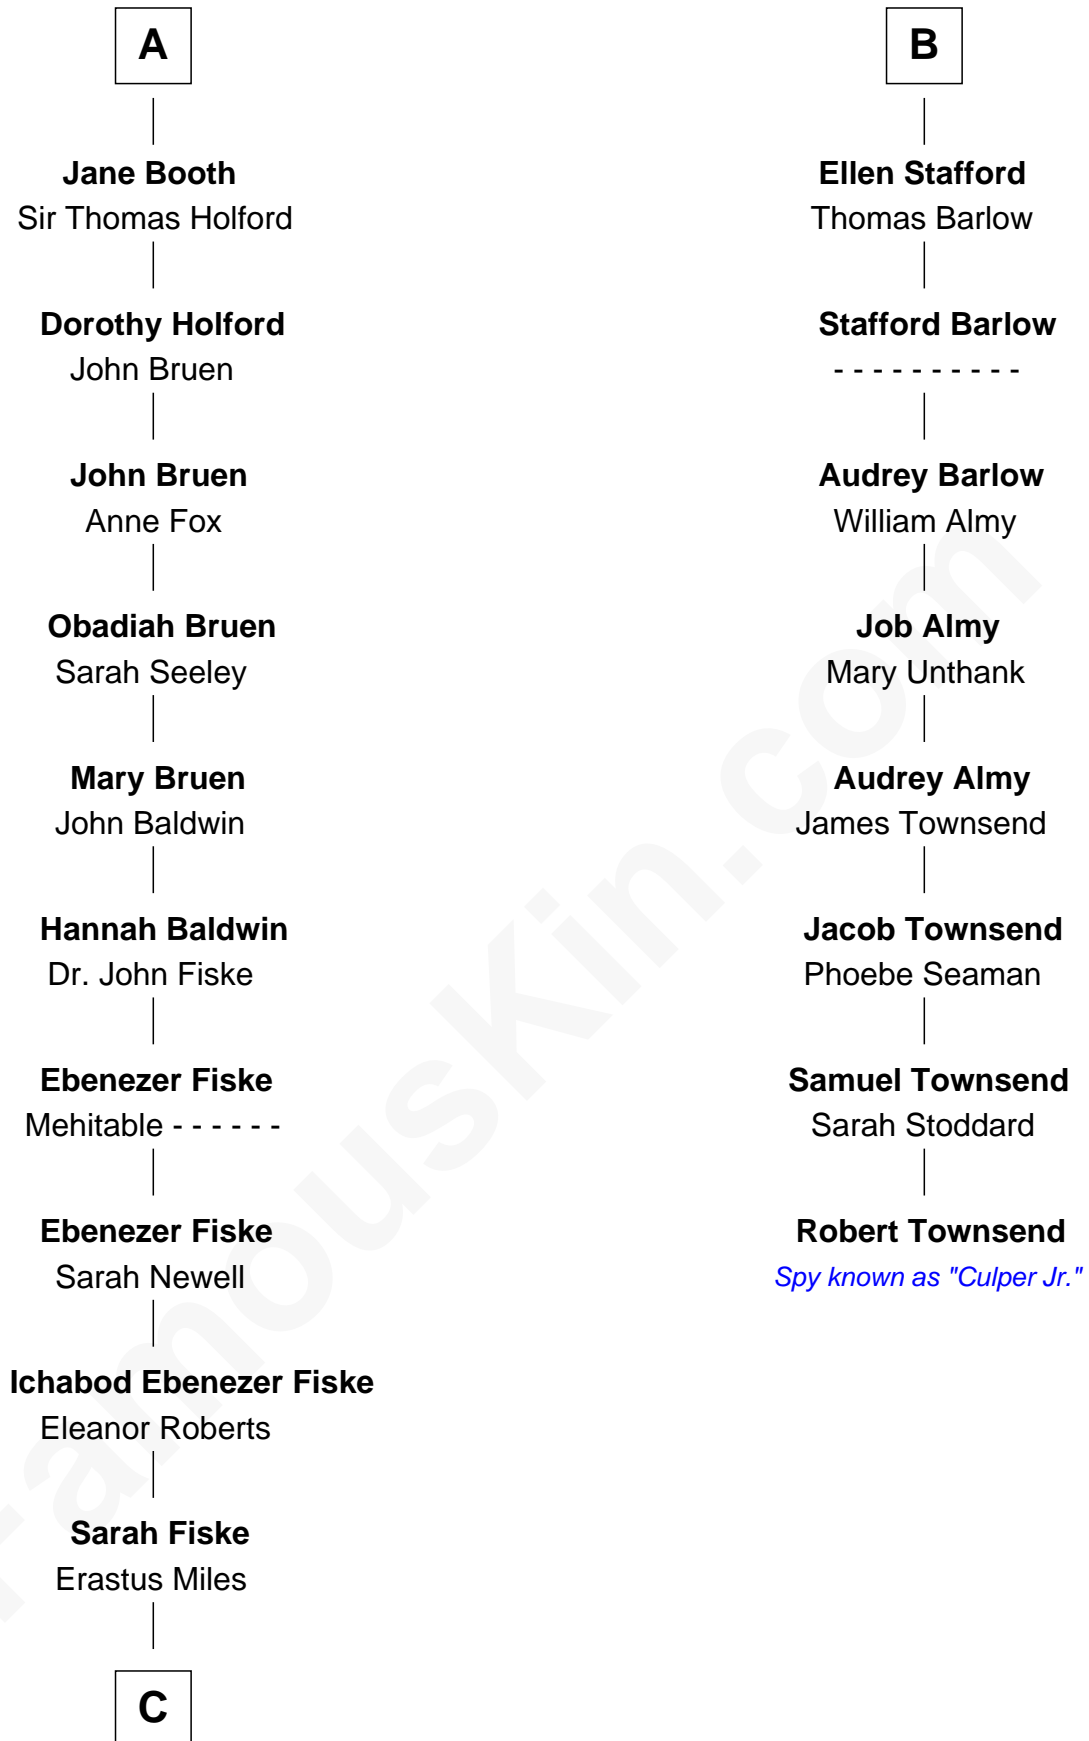 A
Jane Booth
Sir Thomas Holford
Dorothy Holford
John Bruen
John Bruen
Anne Fox
Obadiah Bruen
Sarah Seeley
Mary Bruen
John Baldwin
Hannah Baldwin
Dr. John Fiske
Ebenezer Fiske
Mehitable - - - - - -
Ebenezer Fiske
Sarah Newell
Ichabod Ebenezer Fiske
Eleanor Roberts
Sarah Fiske
Erastus Miles
C
B
Ellen Stafford
Thomas Barlow
Stafford Barlow
- - - - - - - - - -
Audrey Barlow
William Almy
Job Almy
Mary Unthank
Audrey Almy
James Townsend
Jacob Townsend
Phoebe Seaman
Samuel Townsend
Sarah Stoddard
Robert Townsend
Spy known as "Culper Jr."
FamousKin.com